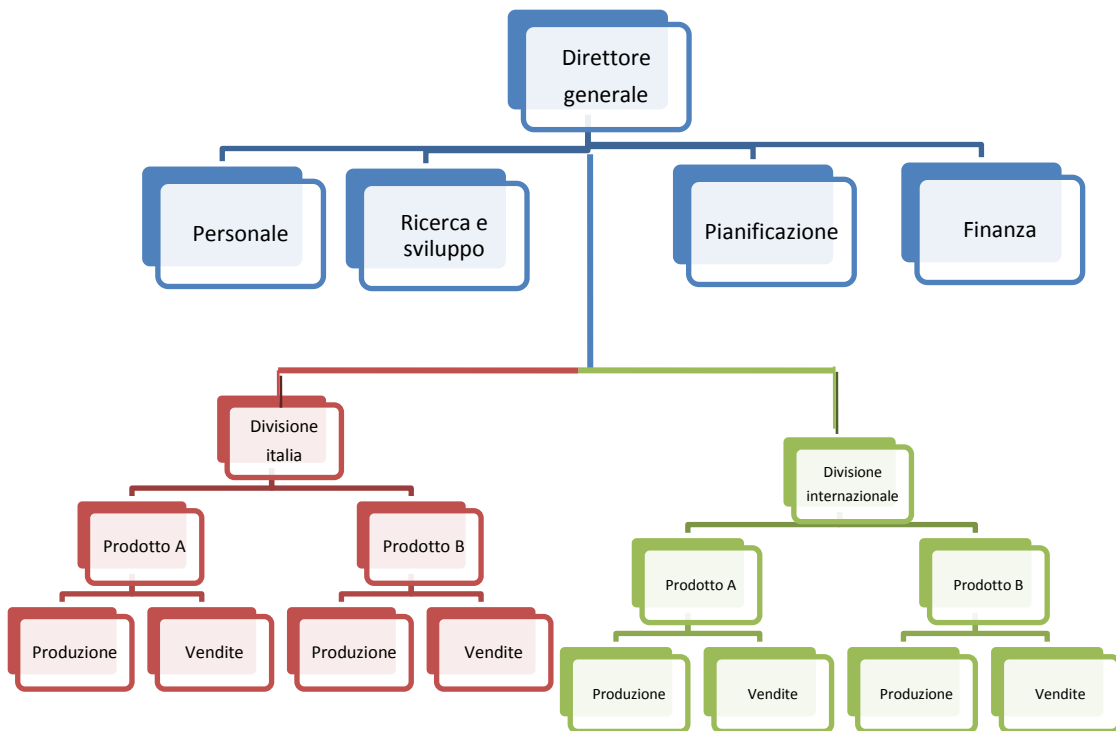 Direttore
generale
Personale
Ricerca e
sviluppo
Pianificazione
Finanza
Divisione
italia
Divisine
internazionale
Prodotto A
Prodotto B
Prodotto A
Prodotto B
Produzione
Vendite
Produzione
Vendite
Produzione
Vendite
Produzione
Vendite